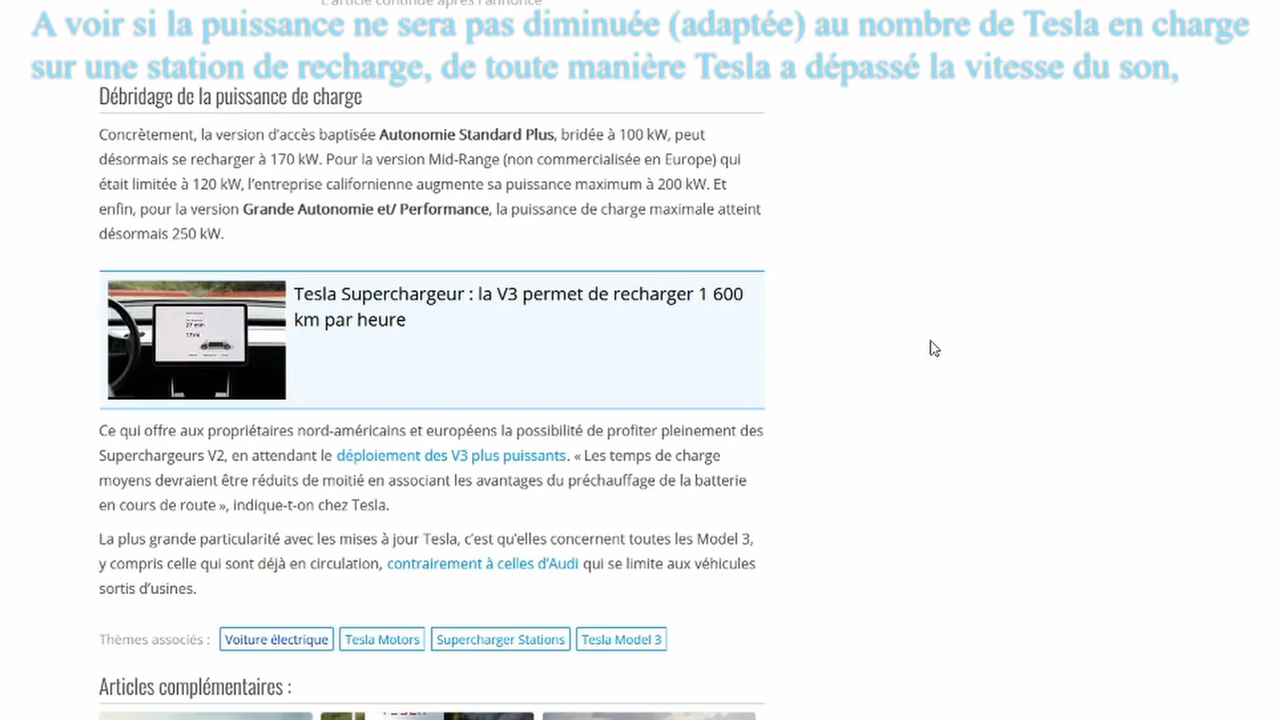 L'article continue après l'annonce
A voir si la puissance ne sera pas diminuée (adaptée) au nombre de Tesla en charge
sur une station de recharge, de toute manière Tesla a dépassé la vitesse du son,
Débridage de la puissance de charge
Concrètement, la version d'accès baptisée Autonomie Standard Plus, bridée à 100 kW, peut
désormais se recharger à 170 kW. Pour la version Mid-Range (non commercialisée en Europe) qui
était limitée à 120 kW, l'entreprise californienne augmente sa puissance maximum à 200 kW. Et
enfin, pour la version Grande Autonomie et/ Performance, la puissance de charge maximale atteint
désormais 250 kW.
Tesla Superchargeur : la V3 permet de recharger 1 600
km par heure
Ce qui offre aux propriétaires nord-américains et européens la possibilité de profiter pleinement des
Superchargeurs V2, en attendant le déploiement des V3 plus puissants. « Les temps de charge
moyens devraient être réduits de moitié en associant les avantages du préchauffage de la batterie
en cours de route », indique-t-on chez Tesla.
La plus grande particularité avec les mises à jour Tesla, c'est qu'elles concernent toutes les Model 3,
y compris celle qui sont déjà en circulation, contrairement à celles d'Audi qui se limite aux véhicules
sortis d'usines.
Thèmes associés : Voiture électrique Tesla Motors Supercharger Stations Tesla Model 3
Articles complémentaires :